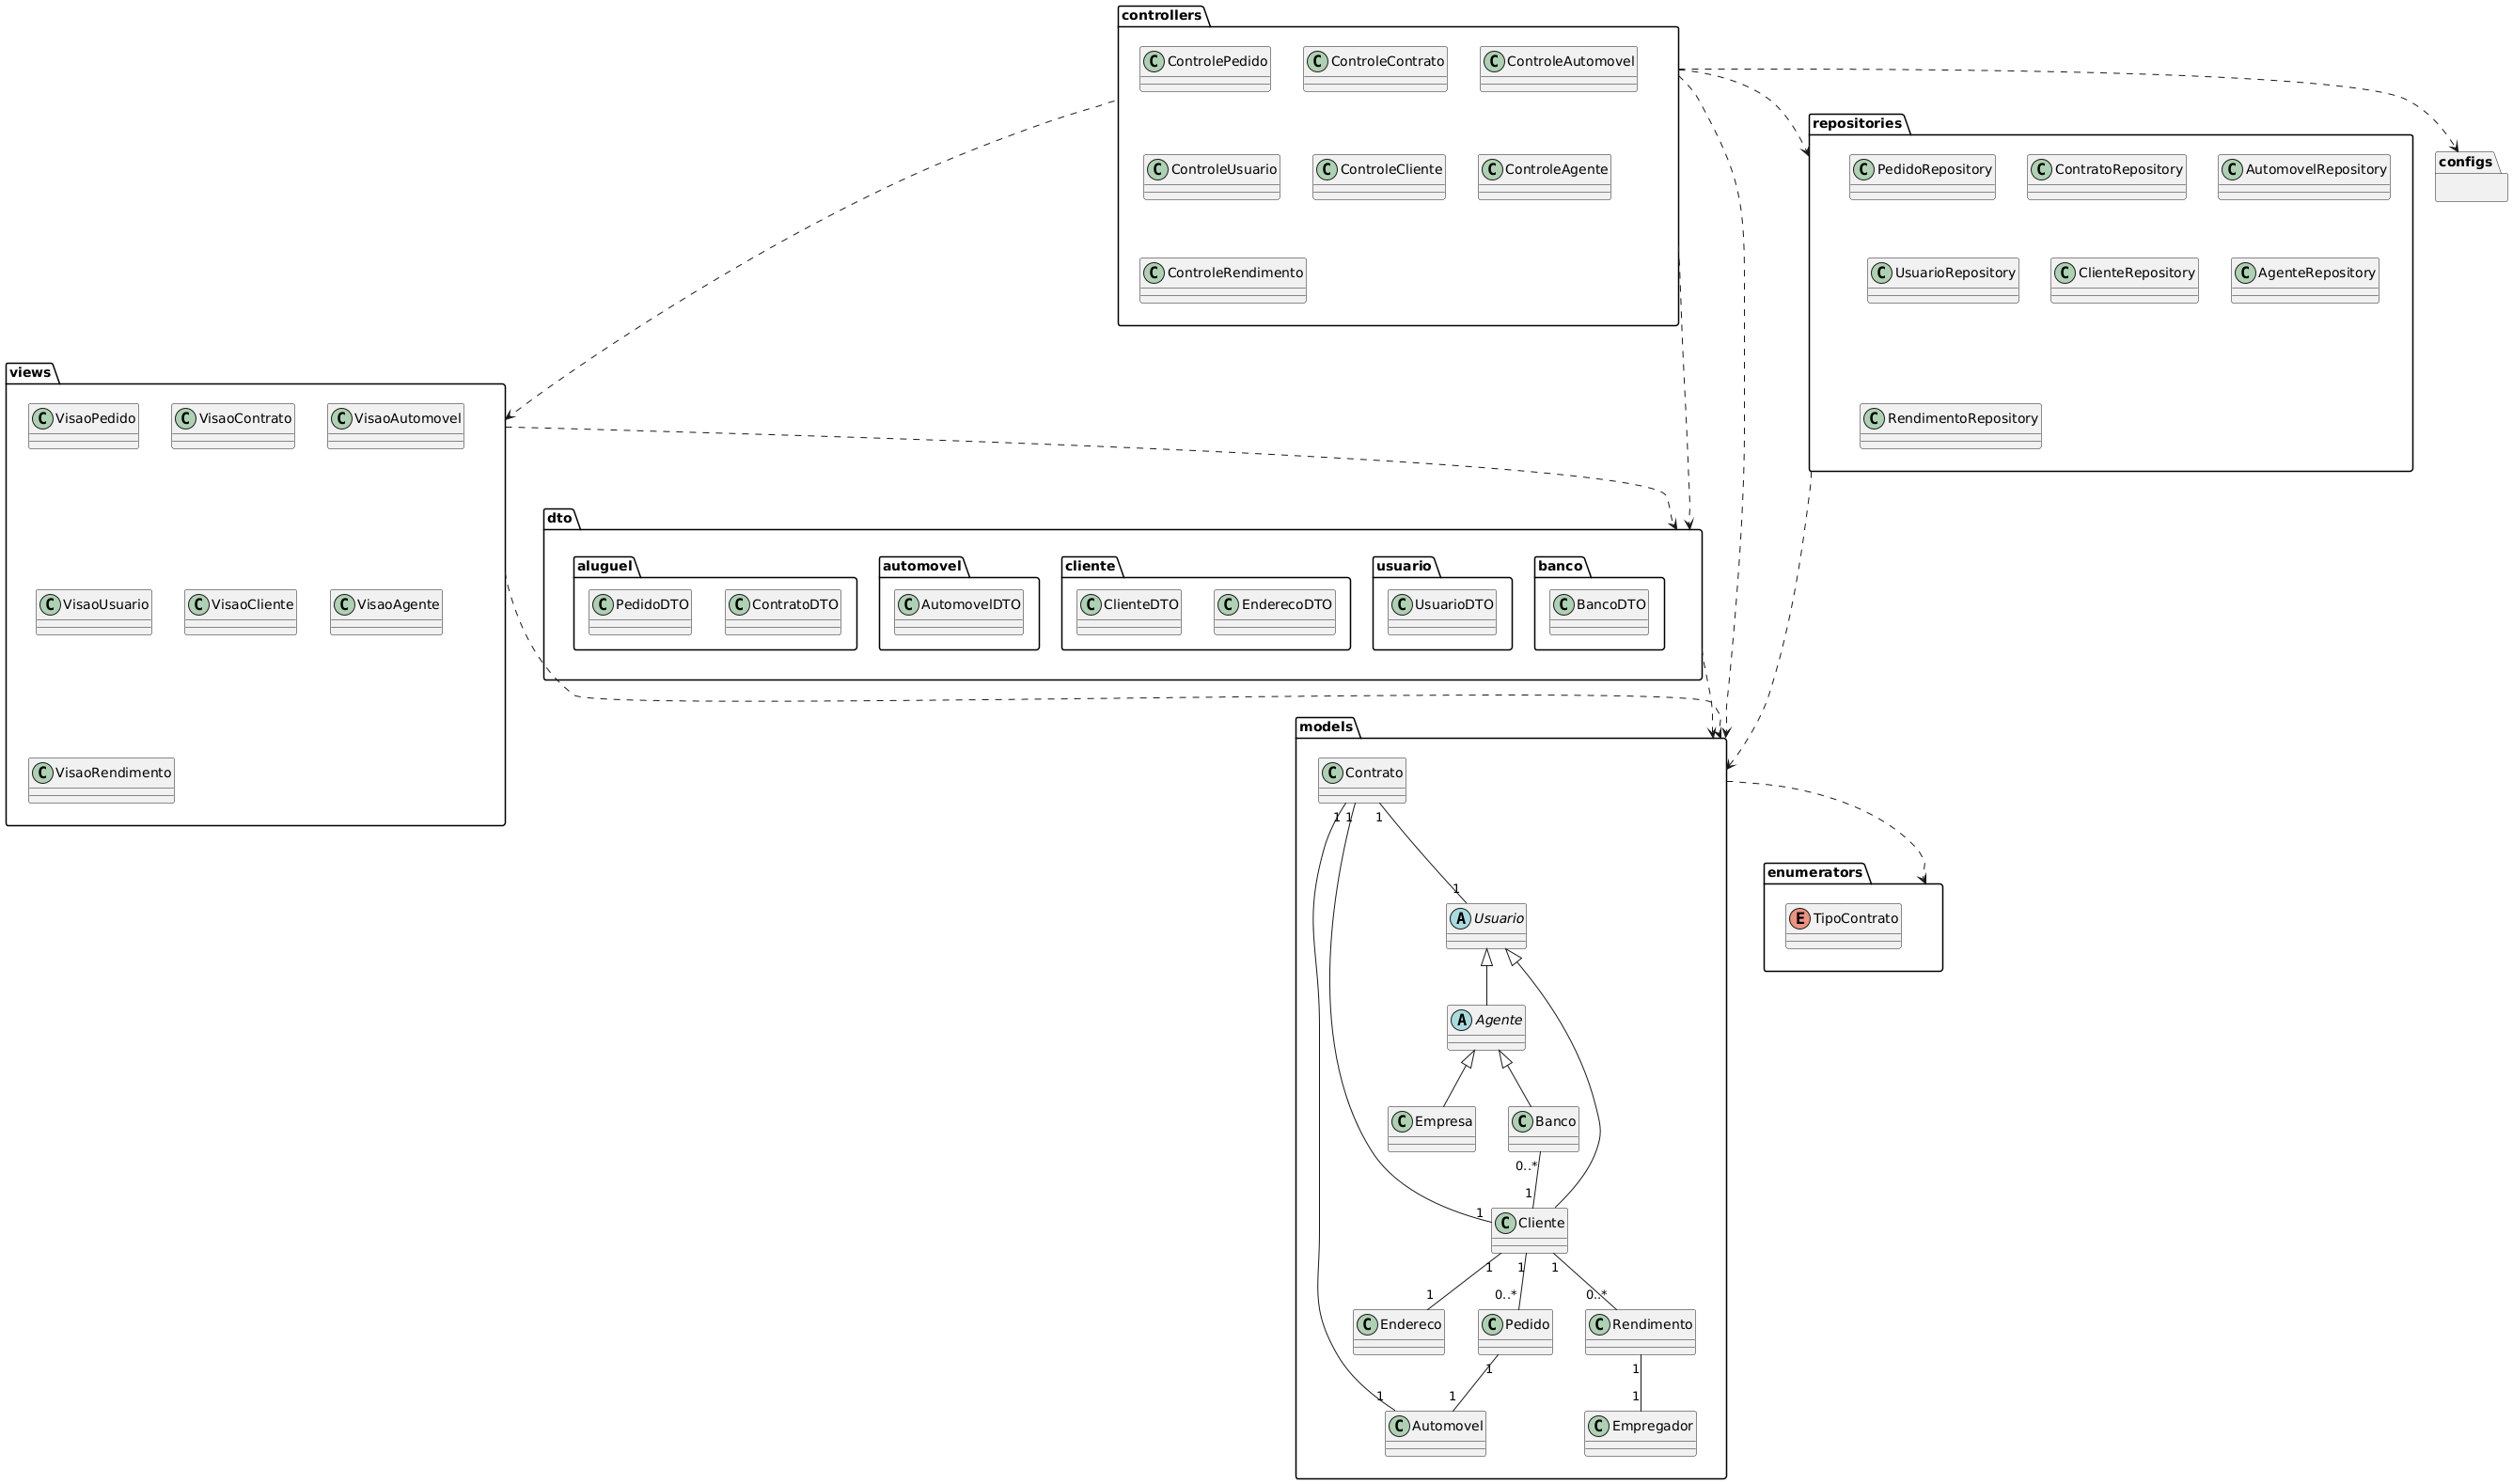 controllers
C ControlePedido
C ControleContrato
C ControleAutomovel
C ControleUsuario
C ControleCliente
C ControleAgente
C ControleRendimento
repositories
C PedidoRepository
C ContratoRepository
C AutomovelRepository
C UsuarioRepository
C ClienteRepository
C AgenteRepository
C RendimentoRepository
configs
views
C VisaoPedido
C VisaoContrato
C VisaoAutomovel
C VisaoUsuario
C VisaoCliente
C VisaoAgente
C VisaoRendimento
dto
aluguel
C PedidoDTO
C ContratoDTO
automovel
C AutomovelDTO
cliente
C ClienteDTO
C EnderecoDTO
usuario
C UsuarioDTO
banco
C BancoDTO
models
C Contrato
1
1
1
1
A Usuario
A Agente
C Empresa
C Banco
0..*
1
1
C Cliente
1
1
1
1
0..*
0..*
C Endereco
C Pedido
C Rendimento
1
1
1
1
1
C Automovel
C Empregador
enumerators
E TipoContrato